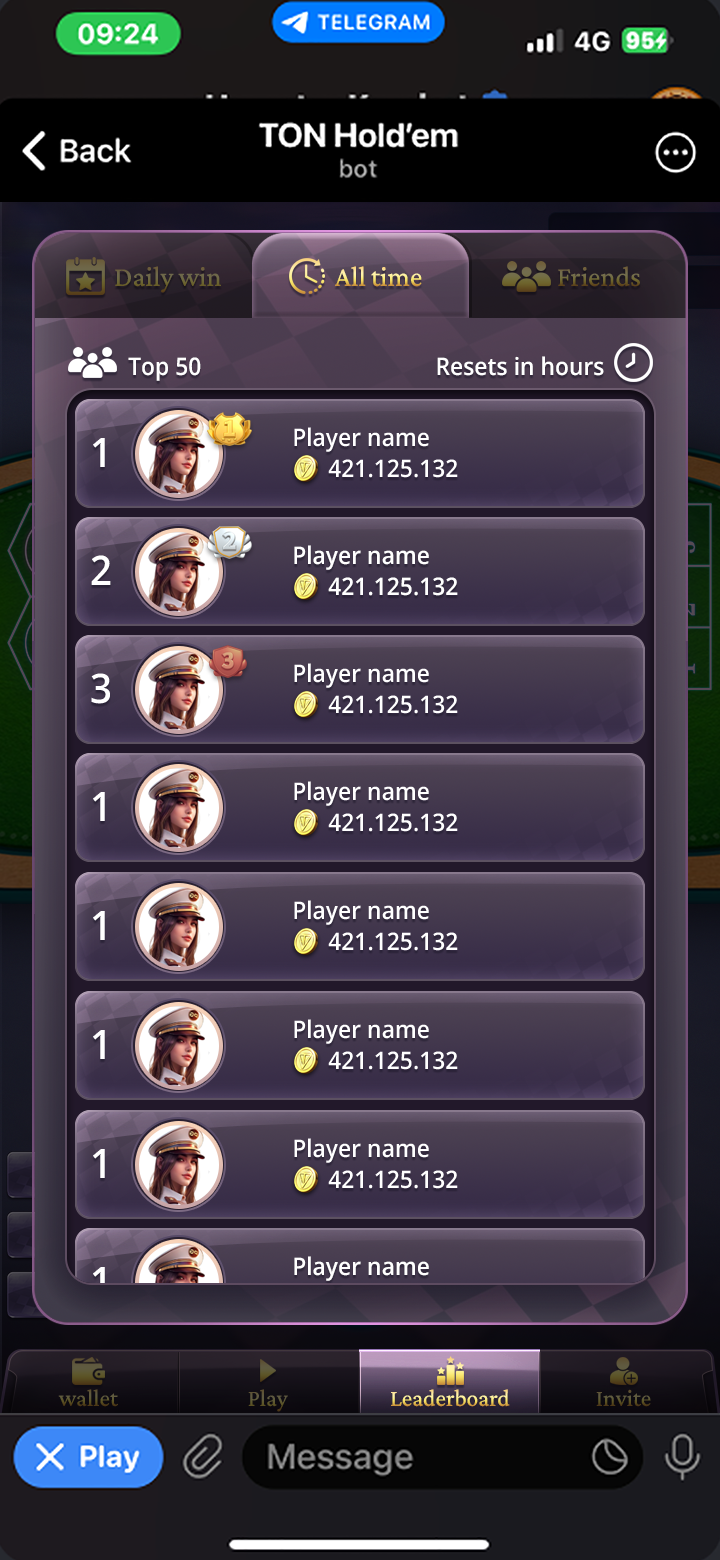 09:24
TELEGRAM
4G
95
Back
TON Hold'em
bot
Daily win
All time
Friends
Top 50
Resets in hours
1
1
Player name
421.125.132
2
2
Player name
421.125.132
3
3
Player name
421.125.132
1
Player name
421.125.132
1
Player name
421.125.132
1
Player name
421.125.132
1
Player name
421.125.132
1
Player name
wallet
Play
Leaderboard
Invite
Play
Message